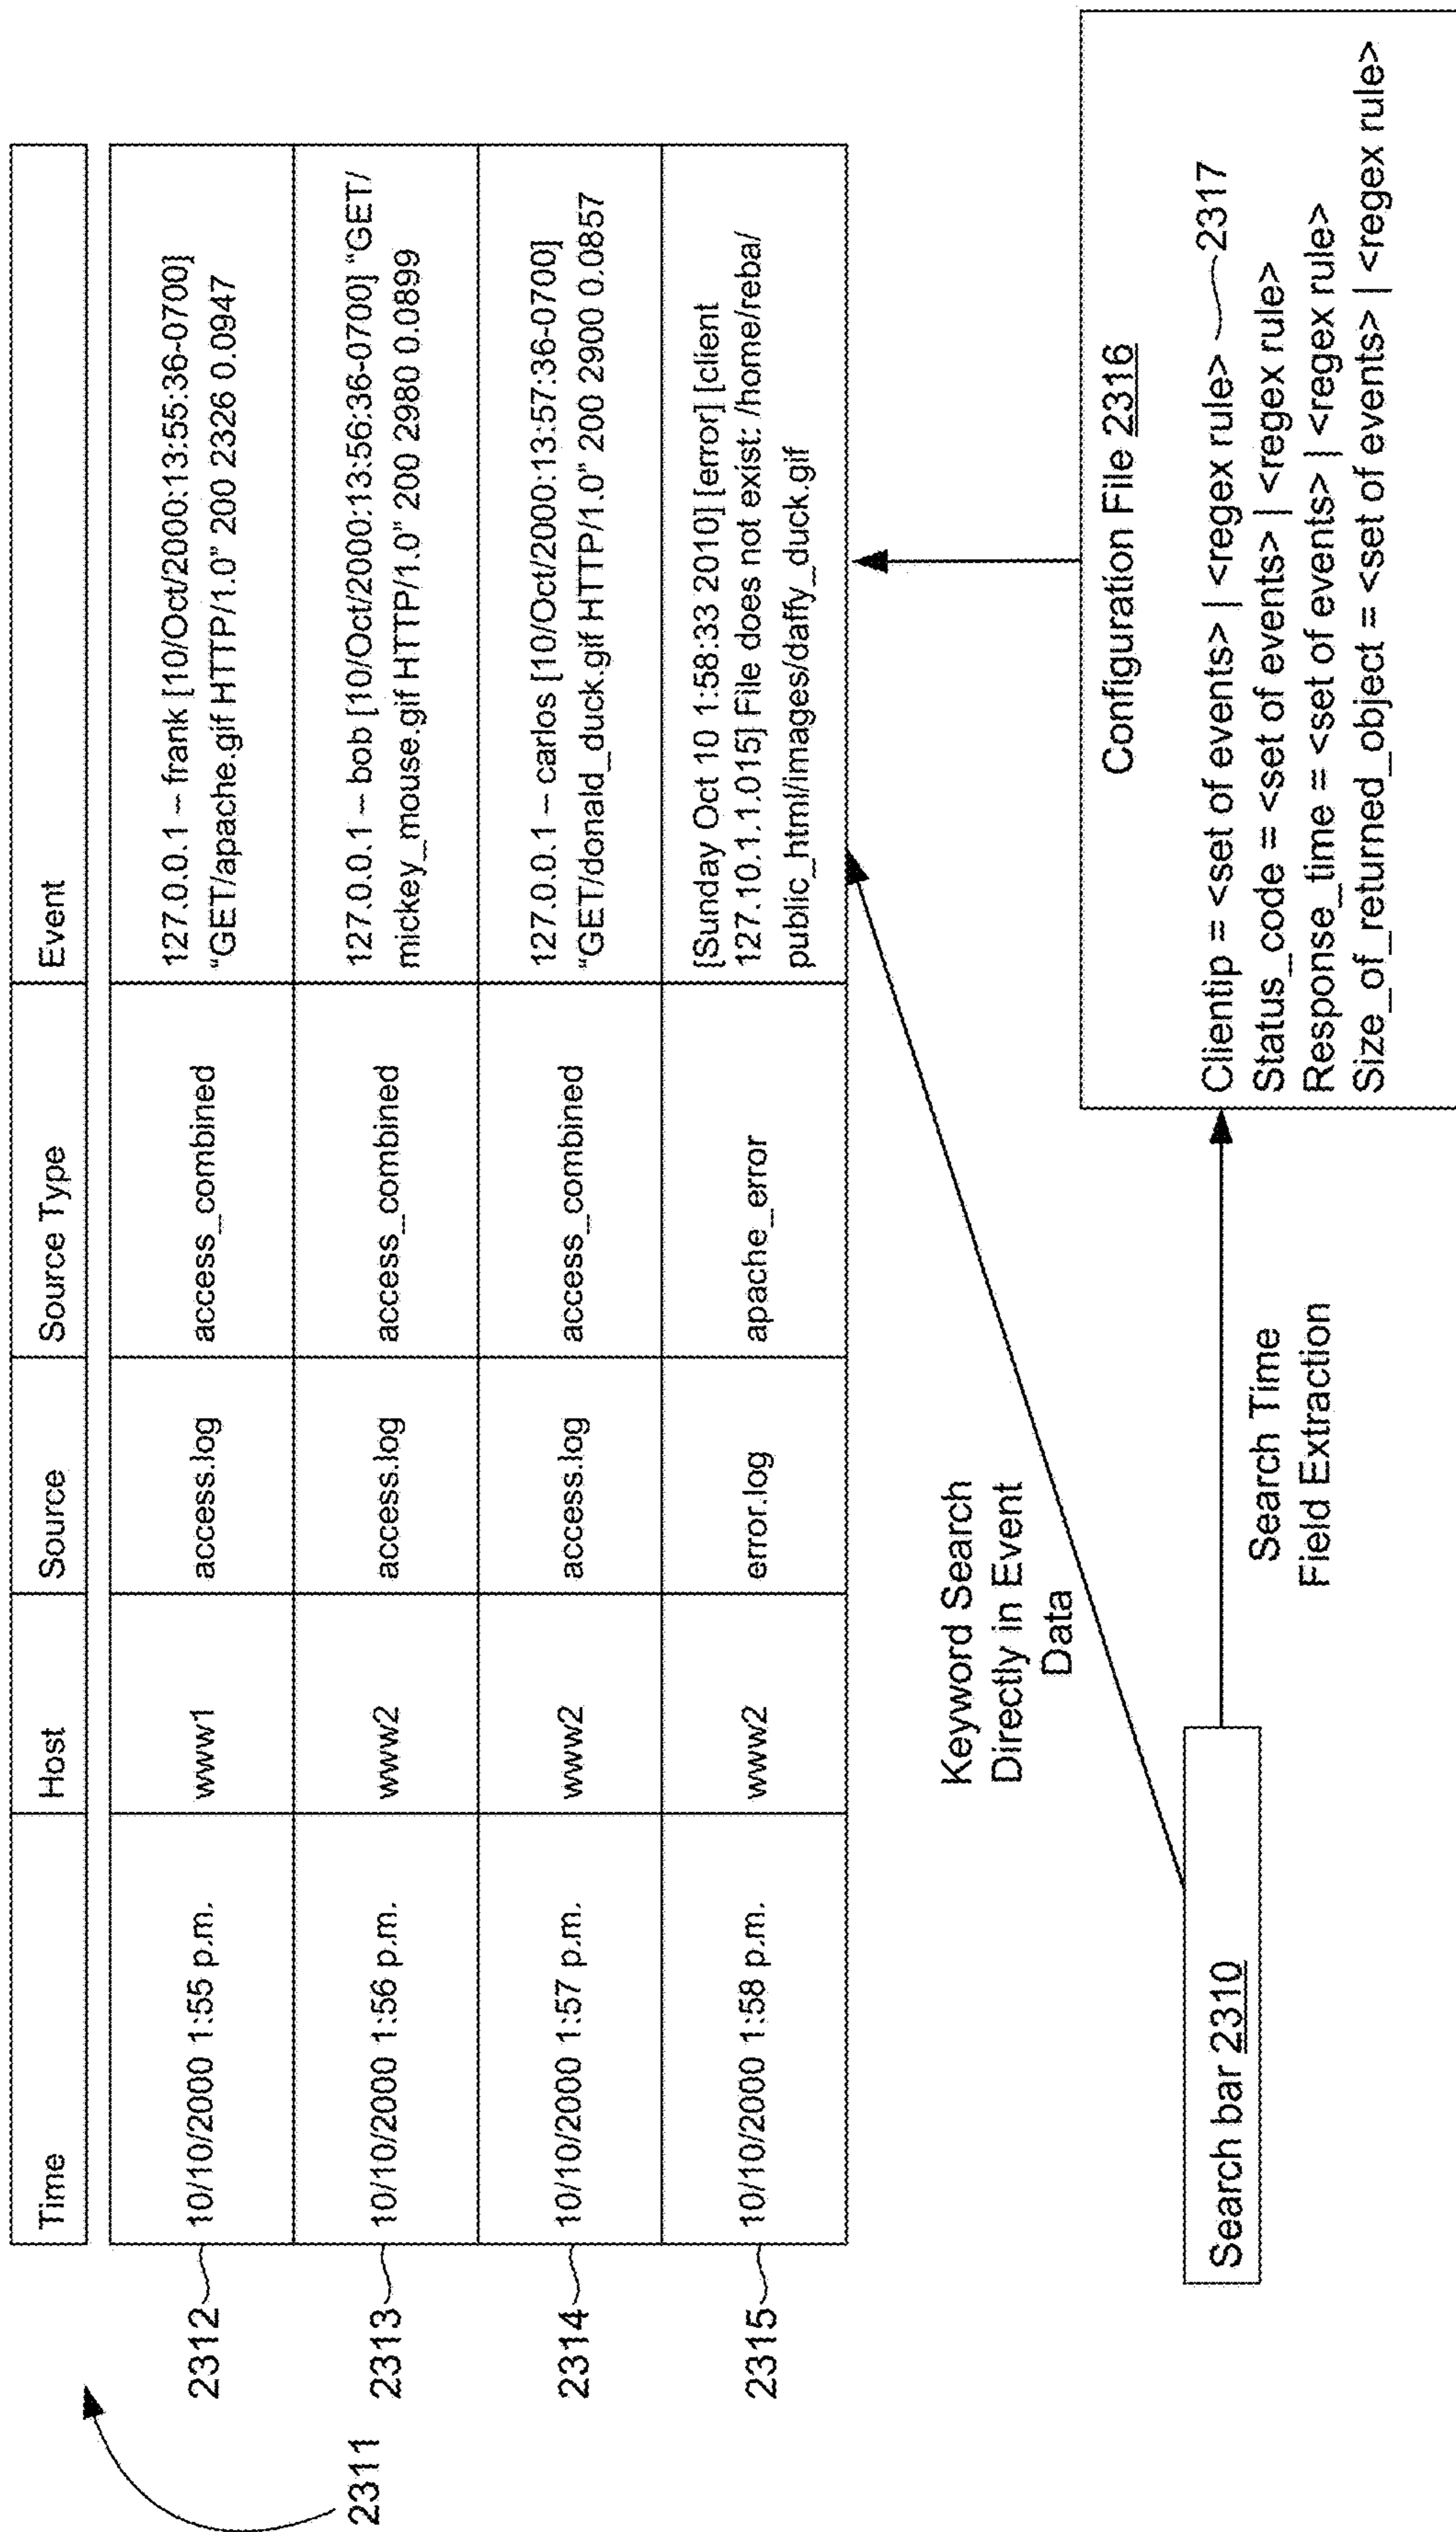 2311
Time
Host
Source
Source Type
Event
2312
10/10/2000 1:55 p.m.
www1
access.log
access_combined
127.0.0.1 – frank [10/Oct/2000:13:55:36-0700]
“GET/apache.gif HTTP/1.0” 200 2326 0.0947
2313
10/10/2000 1:56 p.m.
www2
access.log
access_combined
127.0.0.1 – bob [10/Oct/2000:13:56:36-0700] “GET/
mickey_mouse.gif HTTP/1.0” 200 2980 0.0899
2314
10/10/2000 1:57 p.m.
www2
access.log
access_combined
127.0.0.1 – carlos [10/Oct/2000:13:57:36-0700]
“GET/donald_duck.gif HTTP/1.0” 200 2900 0.0857
2315
10/10/2000 1:58 p.m.
www2
error.log
apache_error
[Sunday Oct 10 1:58:33 2010] [error] [client
127.10.1.1.015] File does not exist: /home/reba/
public_html/images/daffy_duck.gif
Keyword Search
Directly in Event
Data
Search bar 2310
Search Time
Field Extraction
Configuration File 2316
Clientip = <set of events> | <regex rule> 2317
Status_code = <set of events> | <regex rule>
Response_time = <set of events> | <regex rule>
Size_of_returned_object = <set of events> | <regex rule>